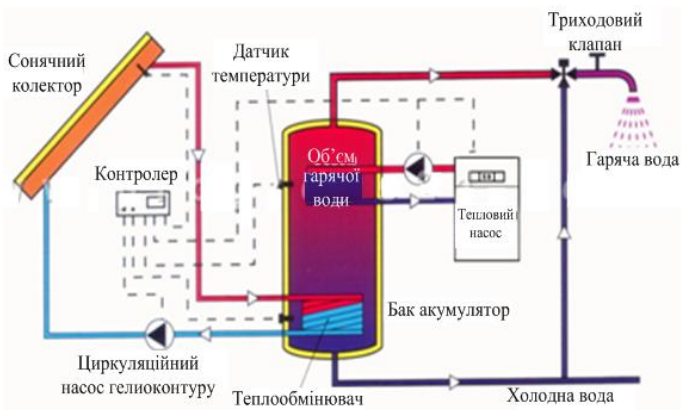 Триходовий
клапан
Сонячний
колектор
Датчик
температури
Гаряча вода
Об'єм
гарячої
води
Контролер
Тепловий
насос
Бак акумулятор
Циркуляційний
насос гелиоконтуру
Теплообмінювач
Холодна вода